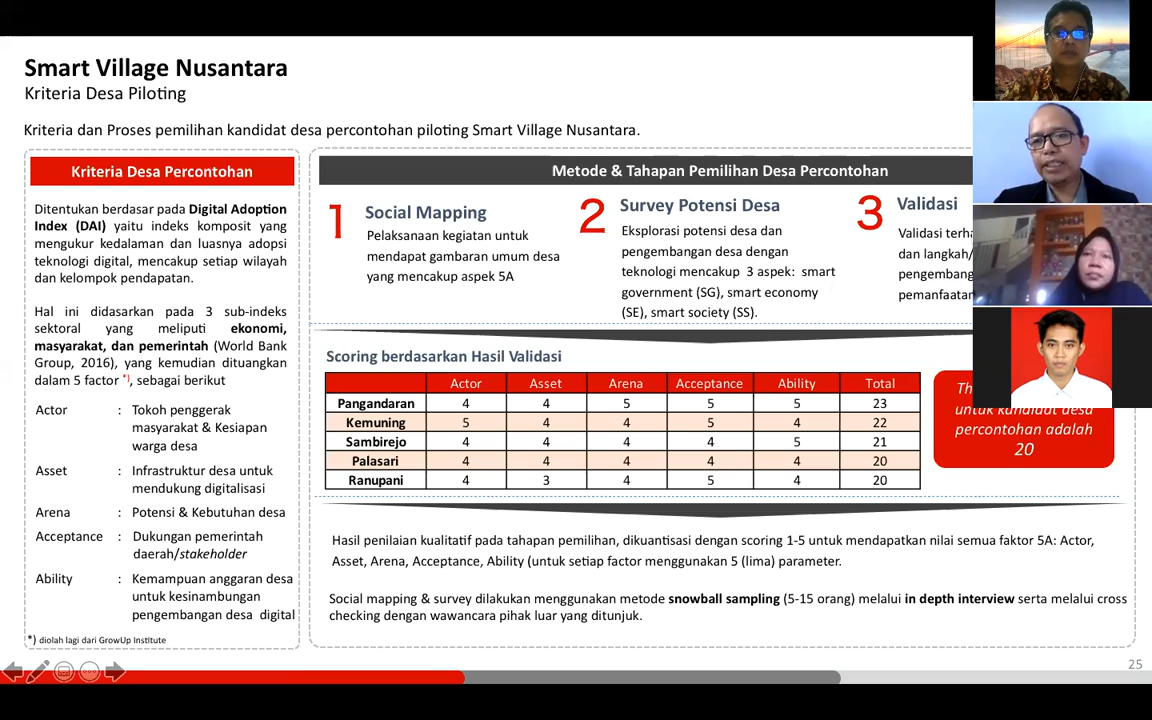 Smart Village Nusantara
Kriteria Desa Piloting
Kriteria dan Proses pemilihan kandidat desa percontohan piloting Smart Village Nusantara.
Kriteria Desa Percontohan
Ditentukan berdasar pada Digital Adoption
Index (DAI) yaitu indeks komposit yang
mengukur kedalaman dan luasnya adopsi
teknologi digital, mencakup setiap wilayah
dan kelompok pendapatan.
Hal ini didasarkan pada 3 sub-indeks
sektoral yang meliputi ekonomi,
masyarakat, dan pemerintah (World Bank
Group, 2016), yang kemudian dituangkan
dalam 5 factor *), sebagai berikut
Actor : Tokoh penggerak
masyarakat & Kesiapan
warga desa
Asset : Infrastruktur desa untuk
mendukung digitalisasi
Arena : Potensi & Kebutuhan desa
Acceptance : Dukungan pemerintah
daerah/stakeholder
Ability : Kemampuan anggaran desa
untuk kesinambungan
pengembangan desa digital
*) diolah lagi dari GrowUp Institute
Metode & Tahapan Pemilihan Desa Percontohan
1 Social Mapping
Pelaksanaan kegiatan untuk
mendapat gambaran umum desa
yang mencakup aspek 5A
2 Survey Potensi Desa
Eksplorasi potensi desa dan
pengembangan desa dengan
teknologi mencakup 3 aspek: smart
government (SG), smart economy
(SE), smart society (SS).
3 Validasi
Validasi
dan langkah/
Scoring berdasarkan Hasil Validasi
Actor Asset Arena Acceptance Ability Total
Pangandaran 4 4 5 5 5 23
Kemuning 5 4 4 5 4 22
Sambirejo 4 4 4 4 5 21
Palasari 4 4 4 4 4 20
Ranupani 4 3 4 5 4 20
untuk kandidat desa
percontohan adalah
20
Hasil penilaian kualitatif pada tahapan pemilihan, dikuantisasi dengan scoring 1-5 untuk mendapatkan nilai semua faktor 5A: Actor,
Asset, Arena, Acceptance, Ability (untuk setiap factor menggunakan 5 (lima) parameter.
Social mapping & survey dilakukan menggunakan metode snowball sampling (5-15 orang) melalui in depth interview serta melalui cross
checking dengan wawancara pihak luar yang ditunjuk.
25